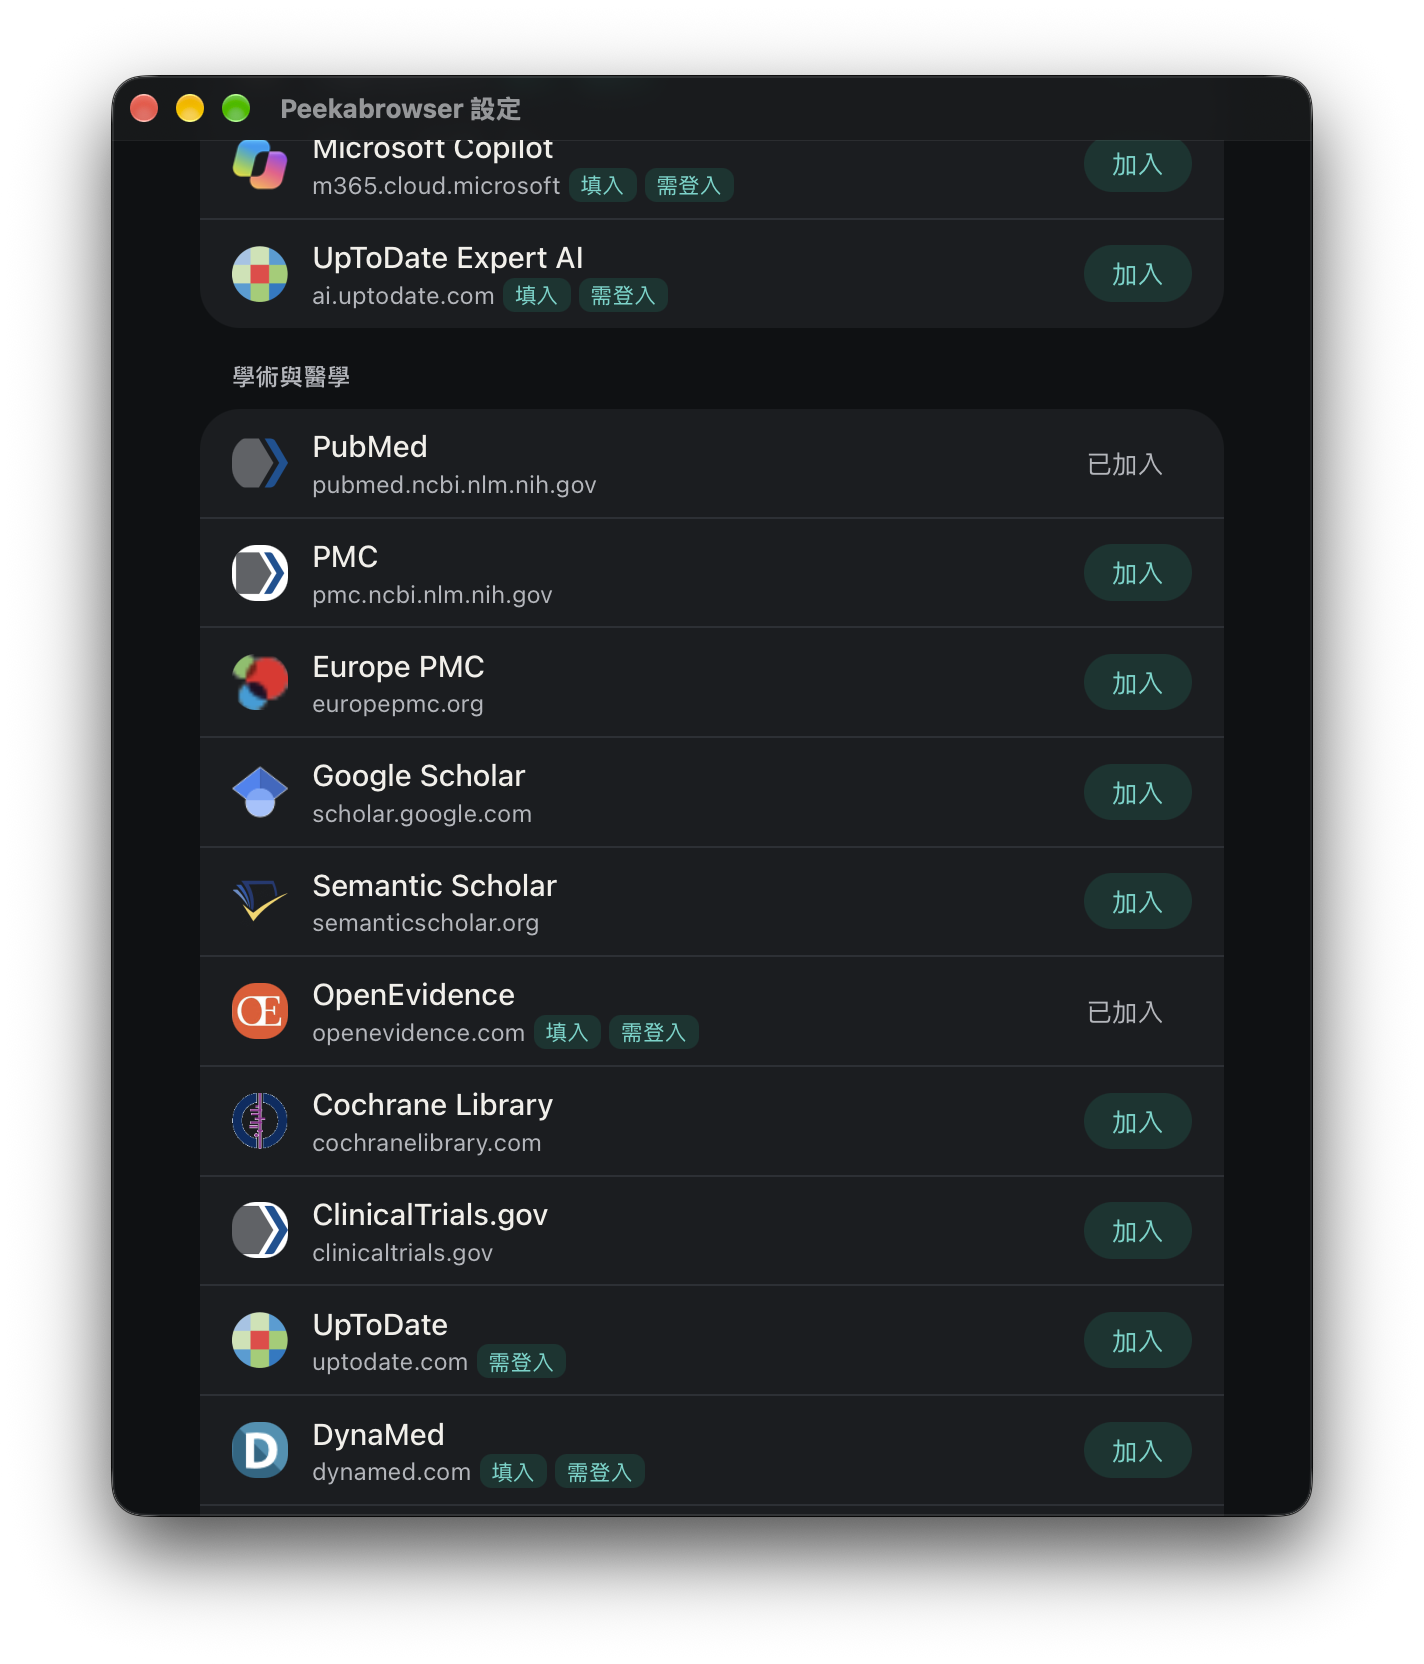 Peekabrowser 設定
Microsoft Copilot
加入
m365.cloud.microsoft 填入 需登入
UpToDate Expert AI
加入
ai.uptodate.com 填入 需登入
學術與醫學
PubMed
已加入
pubmed.ncbi.nlm.nih.gov
PMC
加入
pmc.ncbi.nlm.nih.gov
Europe PMC
加入
europepmc.org
Google Scholar
加入
scholar.google.com
Semantic Scholar
加入
semanticscholar.org
OE
OpenEvidence
已加入
openevidence.com 填入 需登入
Cochrane Library
加入
cochranelibrary.com
ClinicalTrials.gov
加入
clinicaltrials.gov
UpToDate
加入
uptodate.com 需登入
D
DynaMed
加入
dynamed.com 填入 需登入